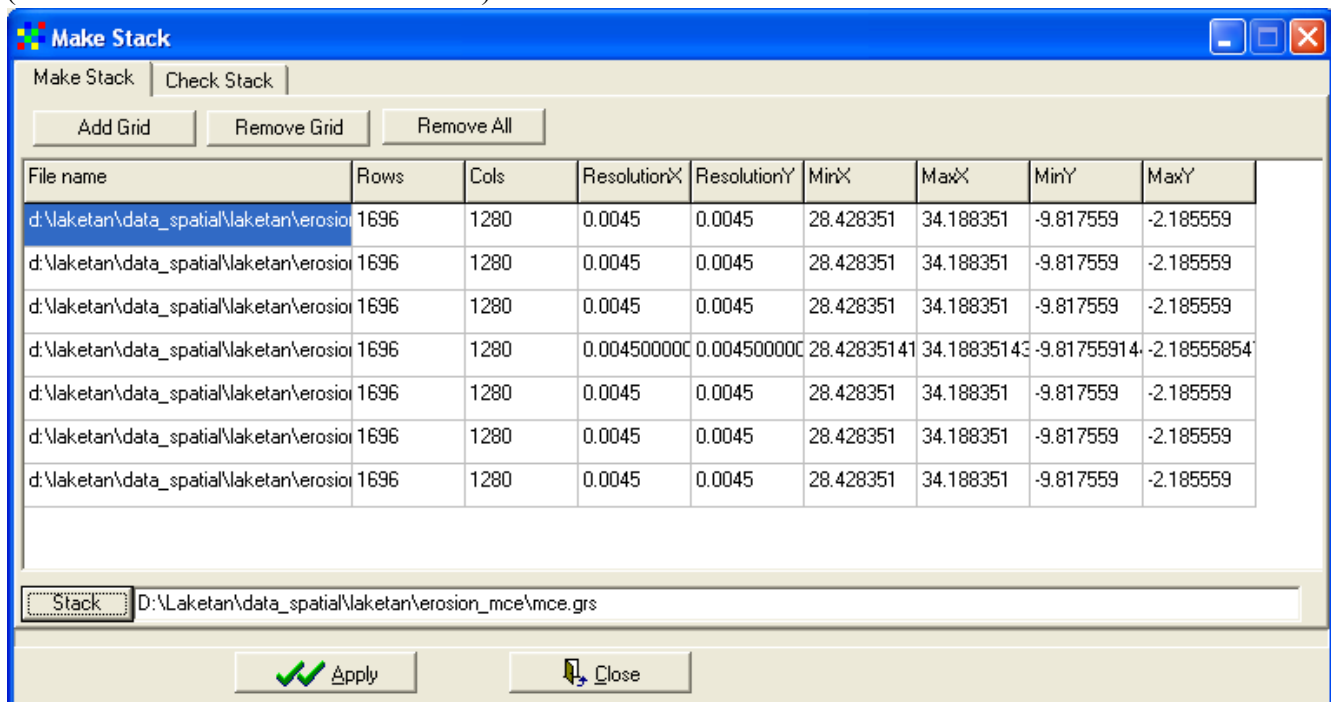 Make Stack
Make Stack Check Stack
Add Grid Remove Grid Remove All
File name Rows Cols ResolutionX ResolutionY MinX MaxX MinY MaxY
d:\laketan\data_spatial\laketan\erosion 1696 1280 0.0045 0.0045 28.428351 34.188351 -9.817559 -2.185559
d:\laketan\data_spatial\laketan\erosion 1696 1280 0.0045 0.0045 28.428351 34.188351 -9.817559 -2.185559
d:\laketan\data_spatial\laketan\erosion 1696 1280 0.0045 0.0045 28.428351 34.188351 -9.817559 -2.185559
d:\laketan\data_spatial\laketan\erosion 1696 1280 0.00450000 0.00450000 28.42835141 34.18835143 -9.81755914 -2.18555854
d:\laketan\data_spatial\laketan\erosion 1696 1280 0.0045 0.0045 28.428351 34.188351 -9.817559 -2.185559
d:\laketan\data_spatial\laketan\erosion 1696 1280 0.0045 0.0045 28.428351 34.188351 -9.817559 -2.185559
d:\laketan\data_spatial\laketan\erosion 1696 1280 0.0045 0.0045 28.428351 34.188351 -9.817559 -2.185559
Stack D:\Laketan\data_spatial\laketan\erosion_mce\mce.grs
Apply Close